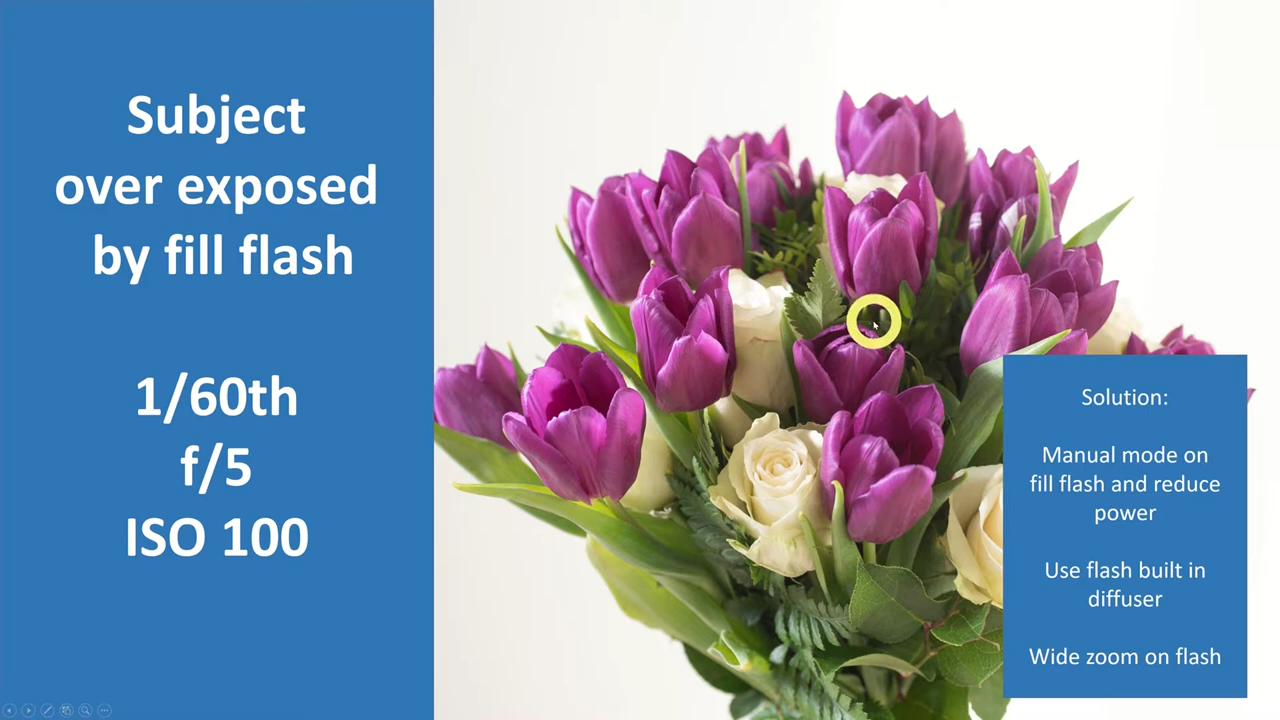 Subject
over exposed
by fill flash
1/60th
f/5
ISO 100
Solution:
Manual mode on
fill flash and reduce
power
Use flash built in
diffuser
Wide zoom on flash